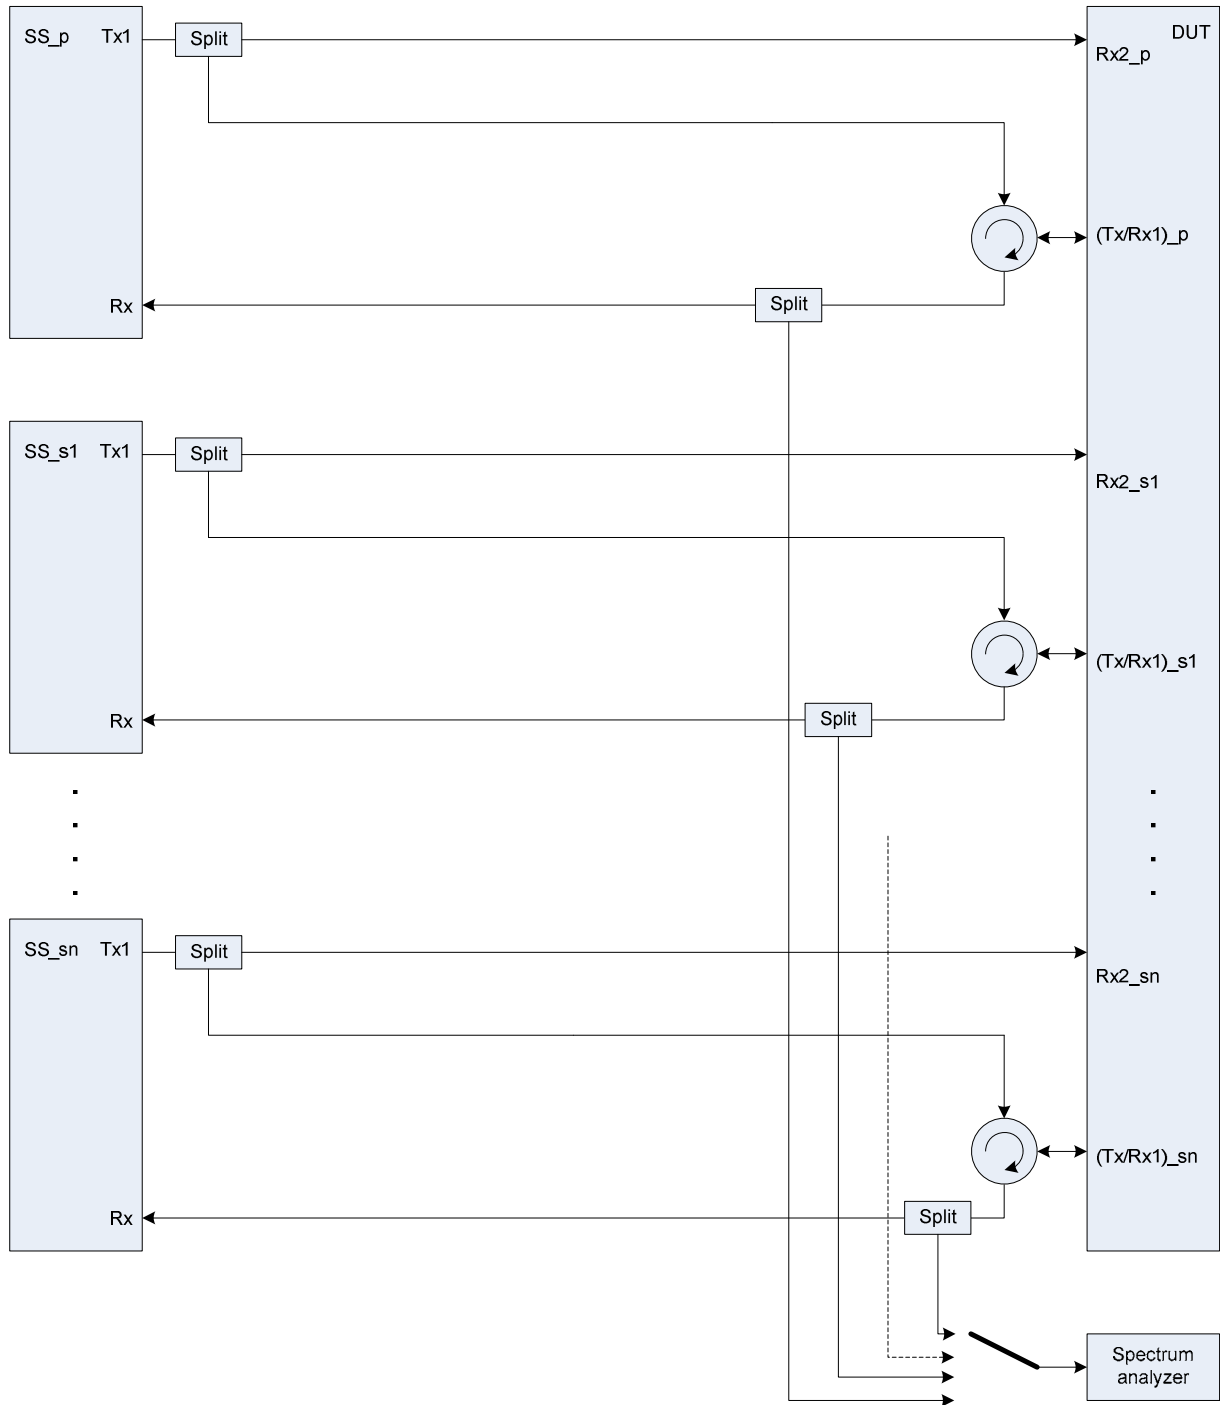 SS_p Tx1
Split
DUT
Rx2_p
(Tx/Rx1)_p
Split
Rx
SS_s1 Tx1
Split
Rx2_s1
(Tx/Rx1)_s1
Split
Rx
SS_sn Tx1
Split
Rx2_sn
(Tx/Rx1)_sn
Split
Rx
Spectrum
analyzer